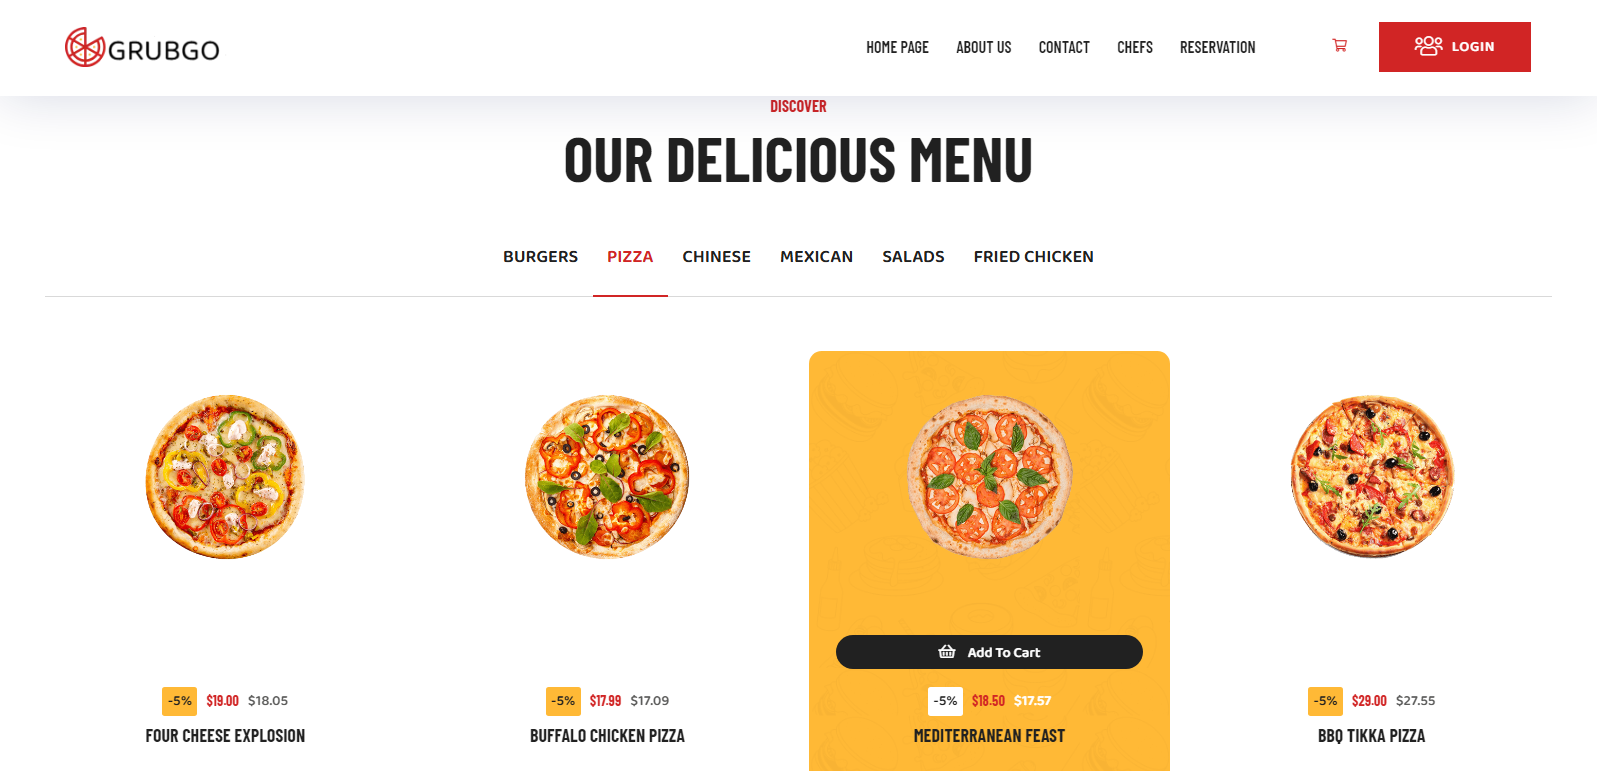 GRUBGO
HOME PAGE ABOUT US CONTACT CHEFS RESERVATION LOGIN
DISCOVER
OUR DELICIOUS MENU
BURGERS PIZZA CHINESE MEXICAN SALADS FRIED CHICKEN
Add To Cart
-5% $19.00 $18.05
FOUR CHEESE EXPLOSION
-5% $17.99 $17.09
BUFFALO CHICKEN PIZZA
-5% $18.50 $17.57
MEDITERRANEAN FEAST
-5% $29.00 $27.55
BBQ TIKKA PIZZA